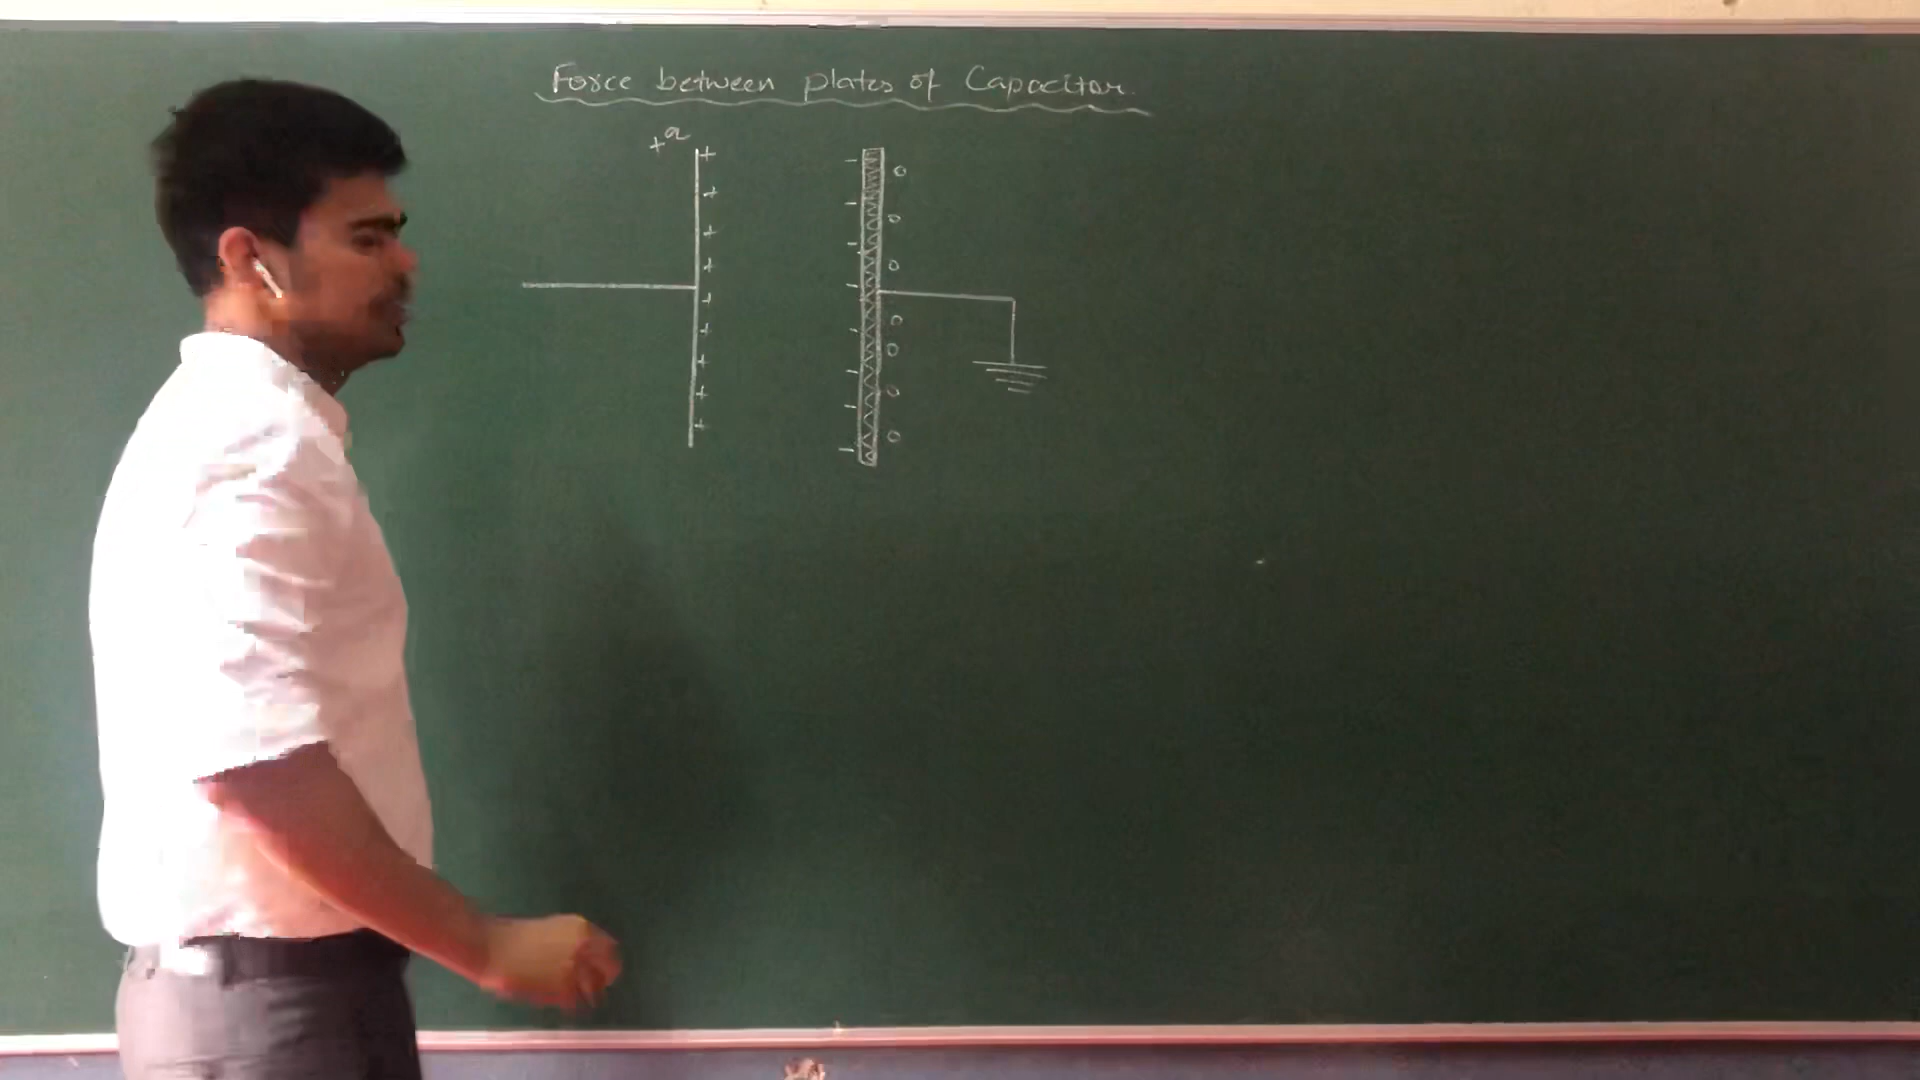 Force between plates of Capacitor.
+a
+ - o
+ - o
+ - o
+ - o
+ - o
+ - o
+ - o
+ -
+